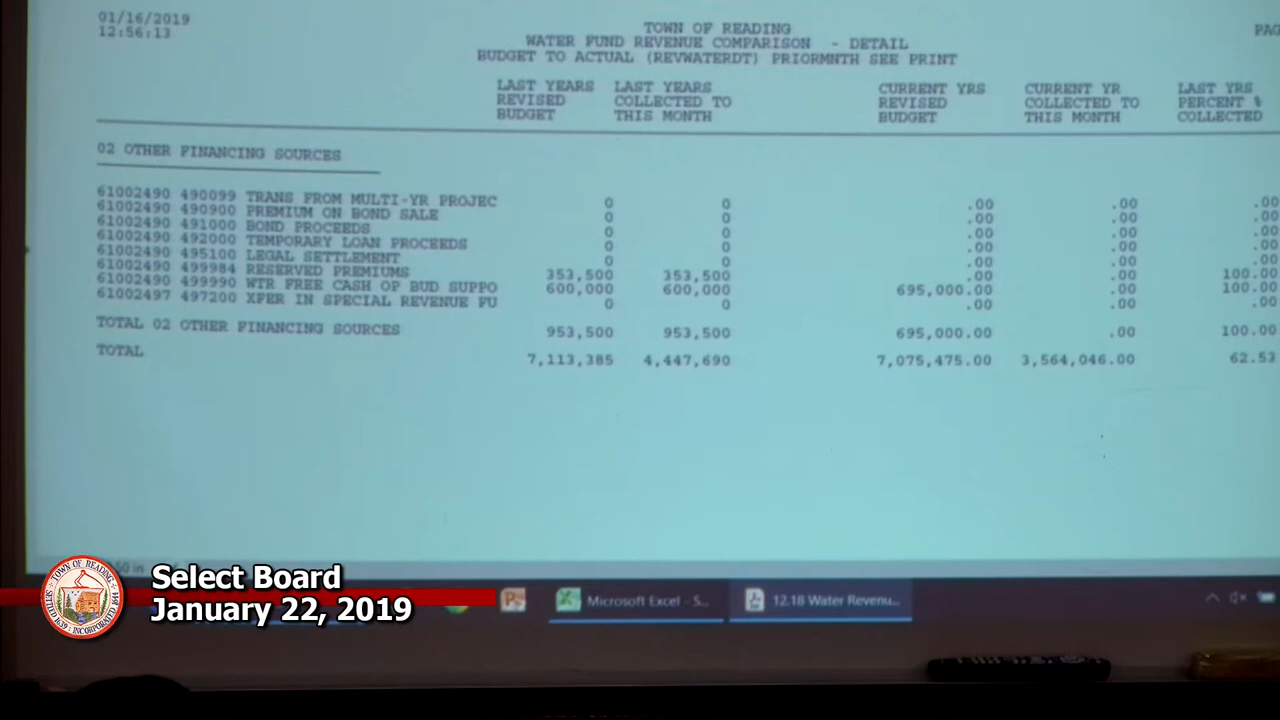 01/16/2019
12:56:13
TOWN OF READING
WATER FUND REVENUE COMPARISON - DETAIL
BUDGET TO ACTUAL (REVWATERDT) PRIORMNTH SEE PRINT
PAG
LAST YEARS REVISED BUDGET
LAST YEARS COLLECTED TO THIS MONTH
CURRENT YRS REVISED BUDGET
CURRENT YR COLLECTED TO THIS MONTH
LAST YRS PERCENT % COLLECTED
02 OTHER FINANCING SOURCES
61002490 490099 TRANS FROM MULTI-YR PROJEC 0 0 .00 .00 .00
61002490 490900 PREMIUM ON BOND SALE 0 0 .00 .00 .00
61002490 491000 BOND PROCEEDS 0 0 .00 .00 .00
61002490 492000 TEMPORARY LOAN PROCEEDS 0 0 .00 .00 .00
61002490 495100 LEGAL SETTLEMENT 0 0 .00 .00 .00
61002490 499984 RESERVED PREMIUMS 353,500 353,500 .00 .00 100.00
61002490 499990 WTR FREE CASH OP BUD SUPPO 600,000 600,000 695,000.00 .00 100.00
61002497 497200 XFER IN SPECIAL REVENUE FU 0 0 .00 .00 .00
TOTAL 02 OTHER FINANCING SOURCES 953,500 953,500 695,000.00 .00 100.00
TOTAL 7,113,385 4,447,690 7,075,475.00 3,564,046.00 62.53
Microsoft Excel - S...
12.18 Water Revenu...
TOWN OF READING
SETTLED 1639 INCORPORATED 1644
Select Board
January 22, 2019